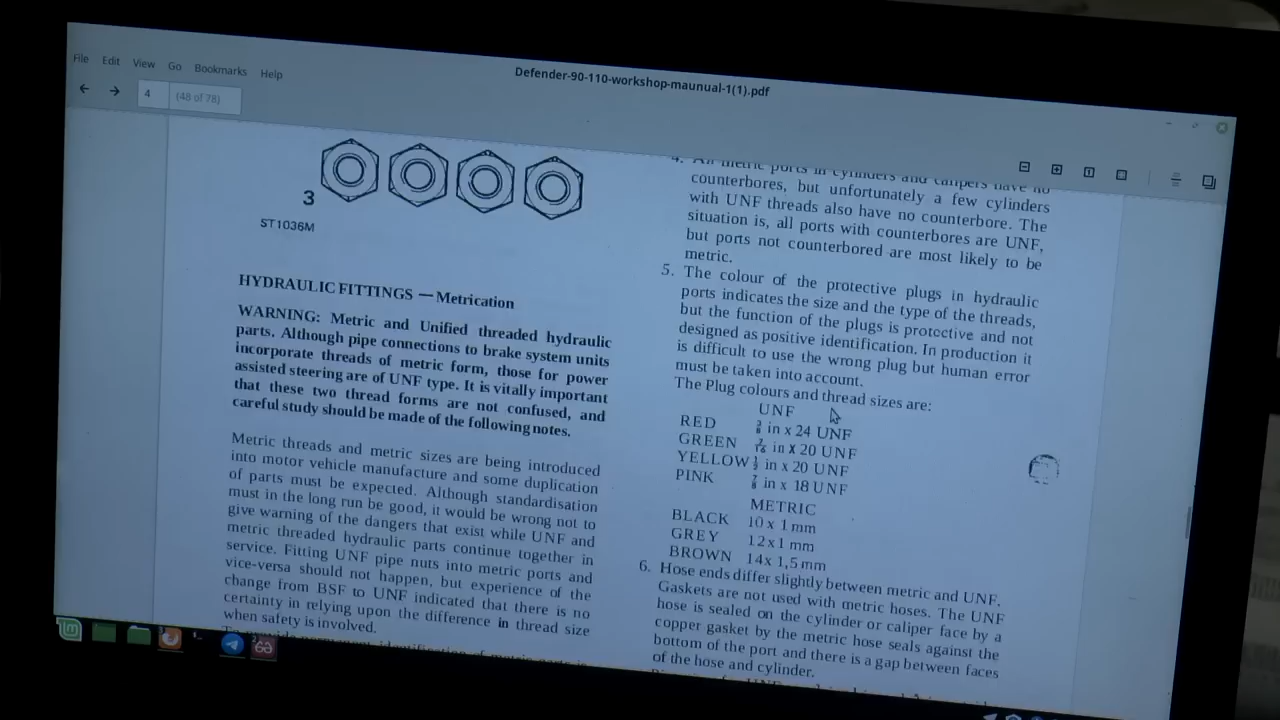 Defender-90-110-workshop-maunual-1(1).pdf
File Edit View Go Bookmarks Help
4 (48 of 78)
3
ST1036M
HYDRAULIC FITTINGS — Metrication
WARNING: Metric and Unified threaded hydraulic
parts. Although pipe connections to brake system units
incorporate threads of metric form, those for power
assisted steering are of UNF type. It is vitally important
that these two thread forms are not confused, and
careful study should be made of the following notes.
Metric threads and metric sizes are being introduced
into motor vehicle manufacture and some duplication
of parts must be expected. Although standardisation
must in the long run be good, it would be wrong not to
give warning of the dangers that exist while UNF and
metric threaded hydraulic parts continue together in
service. Fitting UNF pipe nuts into metric ports and
vice-versa should not happen, but experience of the
change from BSF to UNF indicated that there is no
certainty in relying upon the difference in thread size
when safety is involved.
4. All metric ports in cylinders and calipers have no
counterbores, but unfortunately a few cylinders
with UNF threads also have no counterbore. The
situation is, all ports with counterbores are UNF,
but ports not counterbored are most likely to be
metric.
5. The colour of the protective plugs in hydraulic
ports indicates the size and the type of the threads,
but the function of the plugs is protective and not
designed as positive identification. In production it
is difficult to use the wrong plug but human error
must be taken into account.
The Plug colours and thread sizes are:
UNF
RED in x 24 UNF
GREEN in X 20 UNF
YELLOW in x 20 UNF
PINK in x 18 UNF
METRIC
BLACK 10 x 1 mm
GREY 12x1 mm
BROWN 14x 1,5 mm
6. Hose ends differ slightly between metric and UNF.
Gaskets are not used with metric hoses. The UNF
hose is sealed on the cylinder or caliper face by a
copper gasket by the metric hose seals against the
bottom of the port and there is a gap between faces
of the hose and cylinder.